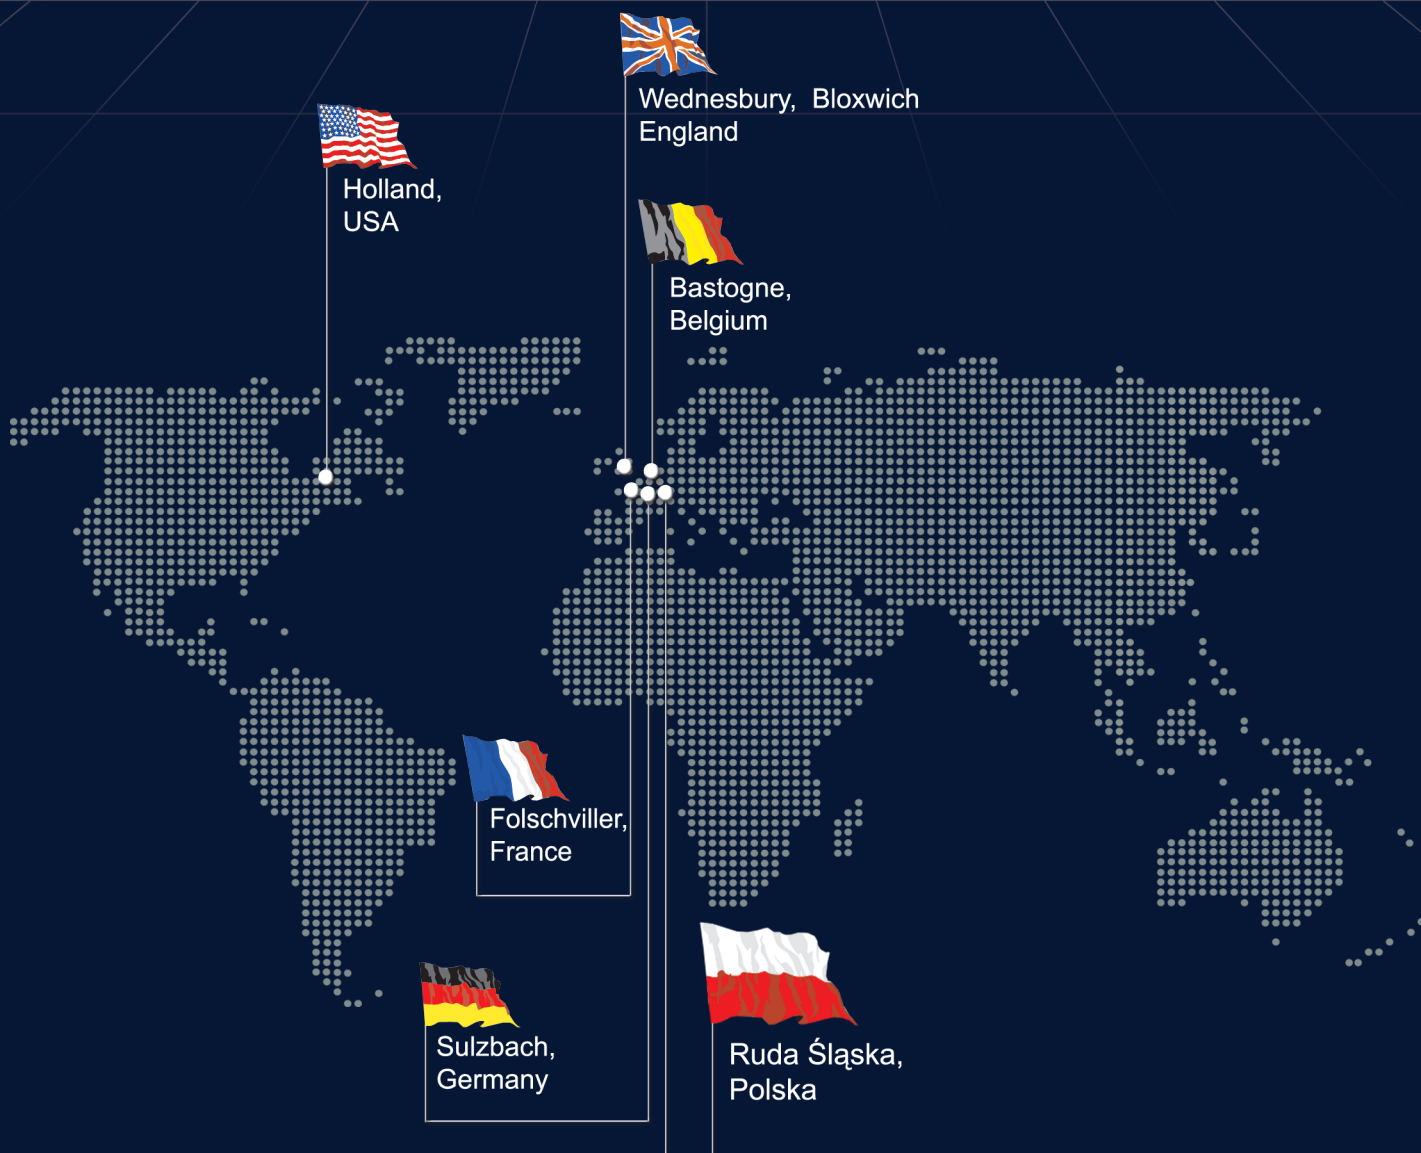 Wednesbury,  Bloxwich
England
Holland,
USA
Bastogne,
Belgium
Folschviller,
France
Sulzbach,
Germany
Ruda Śląska,
Polska